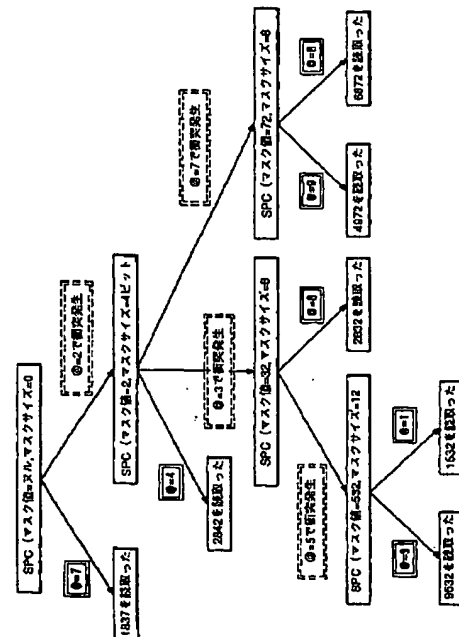 SPC (マスク値=ヌル,マスクサイズ=0
=7
=2で衝突発生
1837を読取った
SPC (マスク値=2,マスクサイズ=4ビット
=4
=3で衝突発生
=7で衝突発生
2842を読取った
SPC (マスク値=32,マスクサイズ=8
SPC (マスク値=72,マスクサイズ=8
=5で衝突発生
=8
=9
=8
2832を読取った
4972を読取った
6872を読取った
SPC (マスク値=532,マスクサイズ=12
=1
9532を読取った
1532を読取った